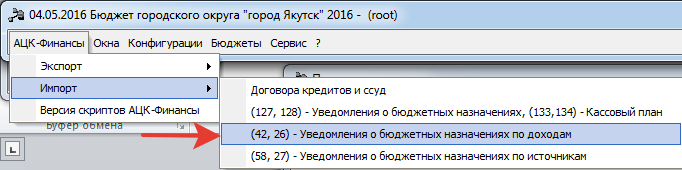 04.05.2016 Бюджет городского округа "город Якутск" 2016 - (root)
АЦК-Финансы Окна Конфигурации Бюджеты Сервис ?
Экспорт
Импорт
Версия скриптов АЦК-Финансы
Буфер обмена
Договора кредитов и ссуд
(127, 128) - Уведомления о бюджетных назначениях, (133,134) - Кассовый план
(42, 26) - Уведомления о бюджетных назначениях по доходам
(58, 27) - Уведомления о бюджетных назначениях по источникам